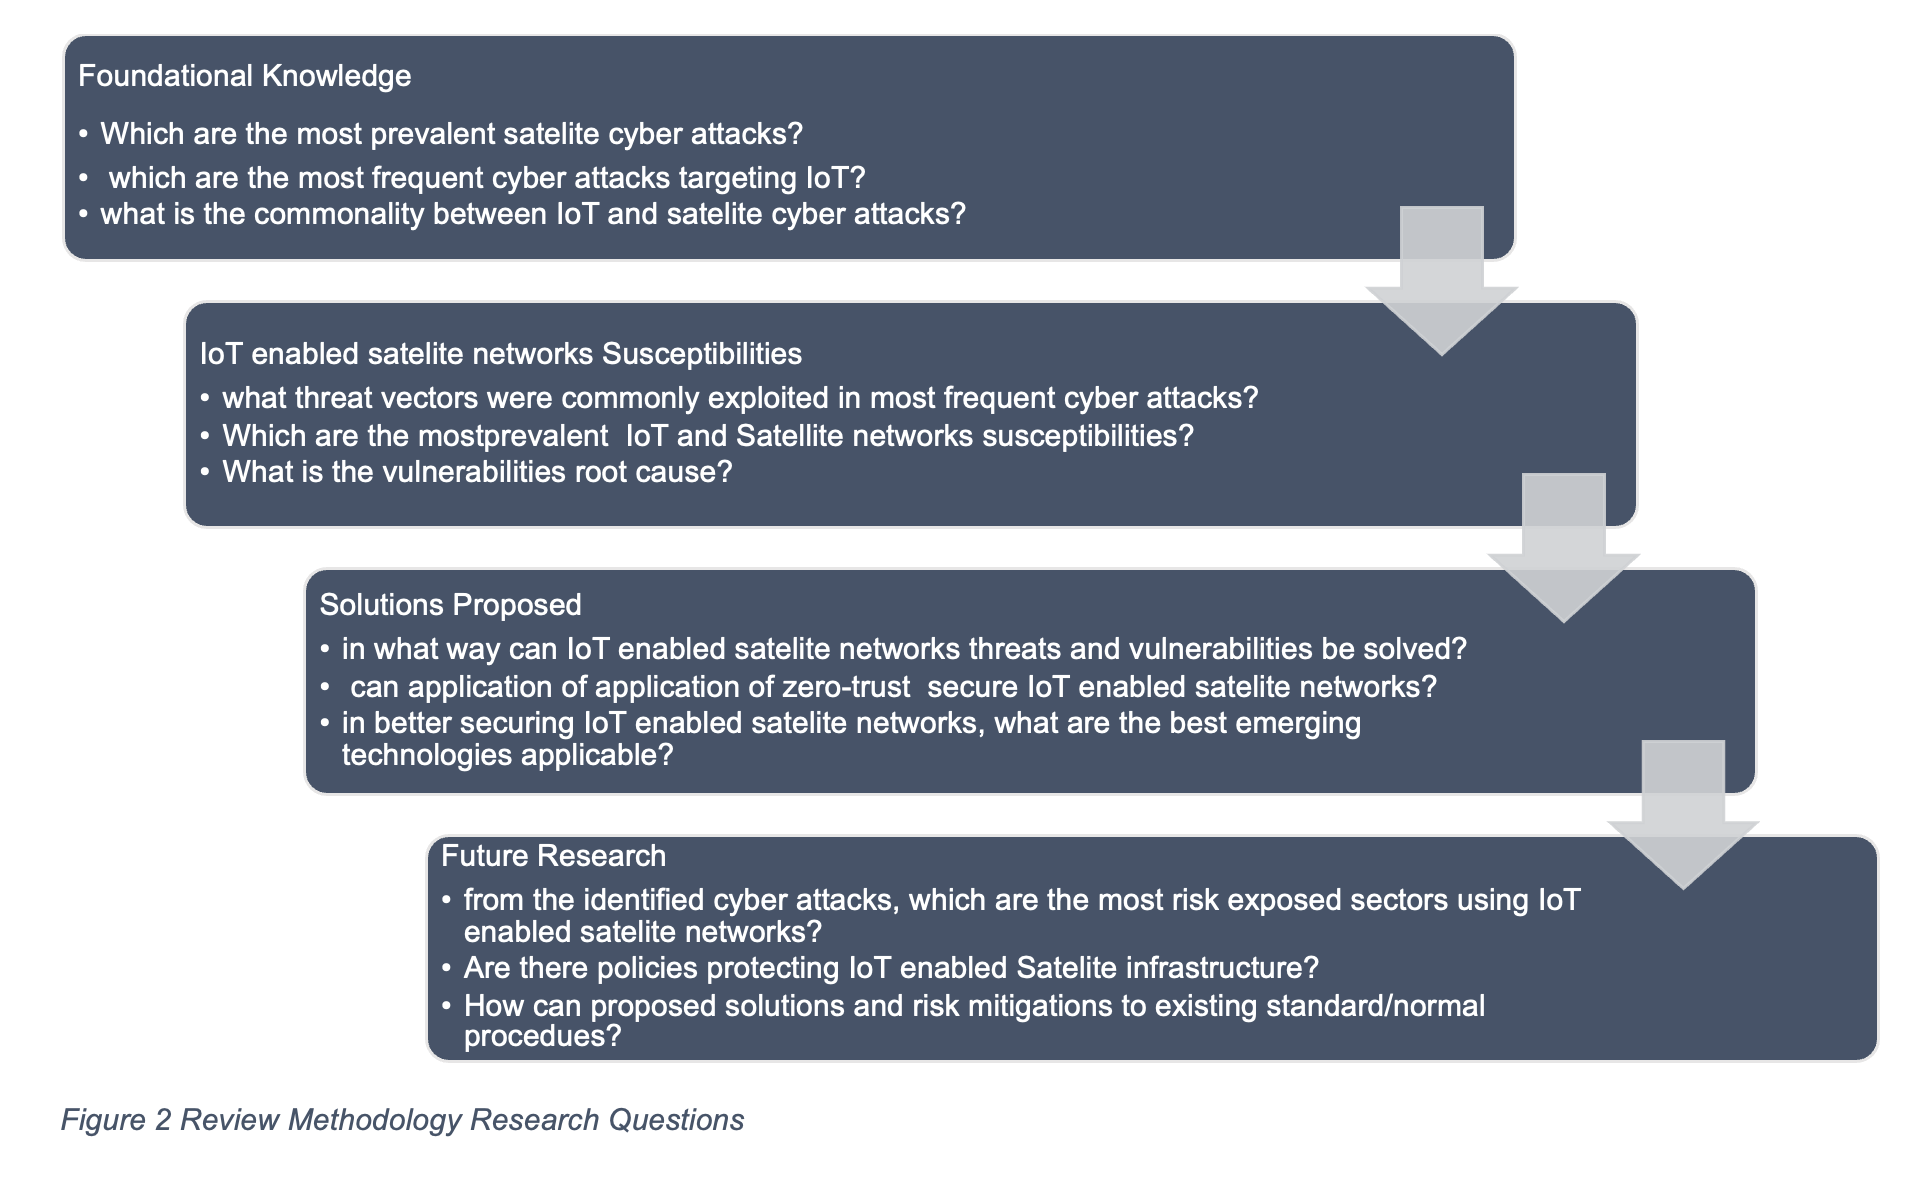 Foundational Knowledge
• Which are the most prevalent satelite cyber attacks?
• which are the most frequent cyber attacks targeting IoT?
• what is the commonality between IoT and satelite cyber attacks?
IoT enabled satelite networks Susceptibilities
• what threat vectors were commonly exploited in most frequent cyber attacks?
• Which are the mostprevalent  IoT and Satellite networks susceptibilities?
• What is the vulnerabilities root cause?
Solutions Proposed
• in what way can IoT enabled satelite networks threats and vulnerabilities be solved?
• can application of application of zero-trust  secure IoT enabled satelite networks?
• in better securing IoT enabled satelite networks, what are the best emerging
technologies applicable?
Future Research
• from the identified cyber attacks, which are the most risk exposed sectors using IoT
enabled satelite networks?
• Are there policies protecting IoT enabled Satelite infrastructure?
• How can proposed solutions and risk mitigations to existing standard/normal
procedues?
Figure 2 Review Methodology Research Questions